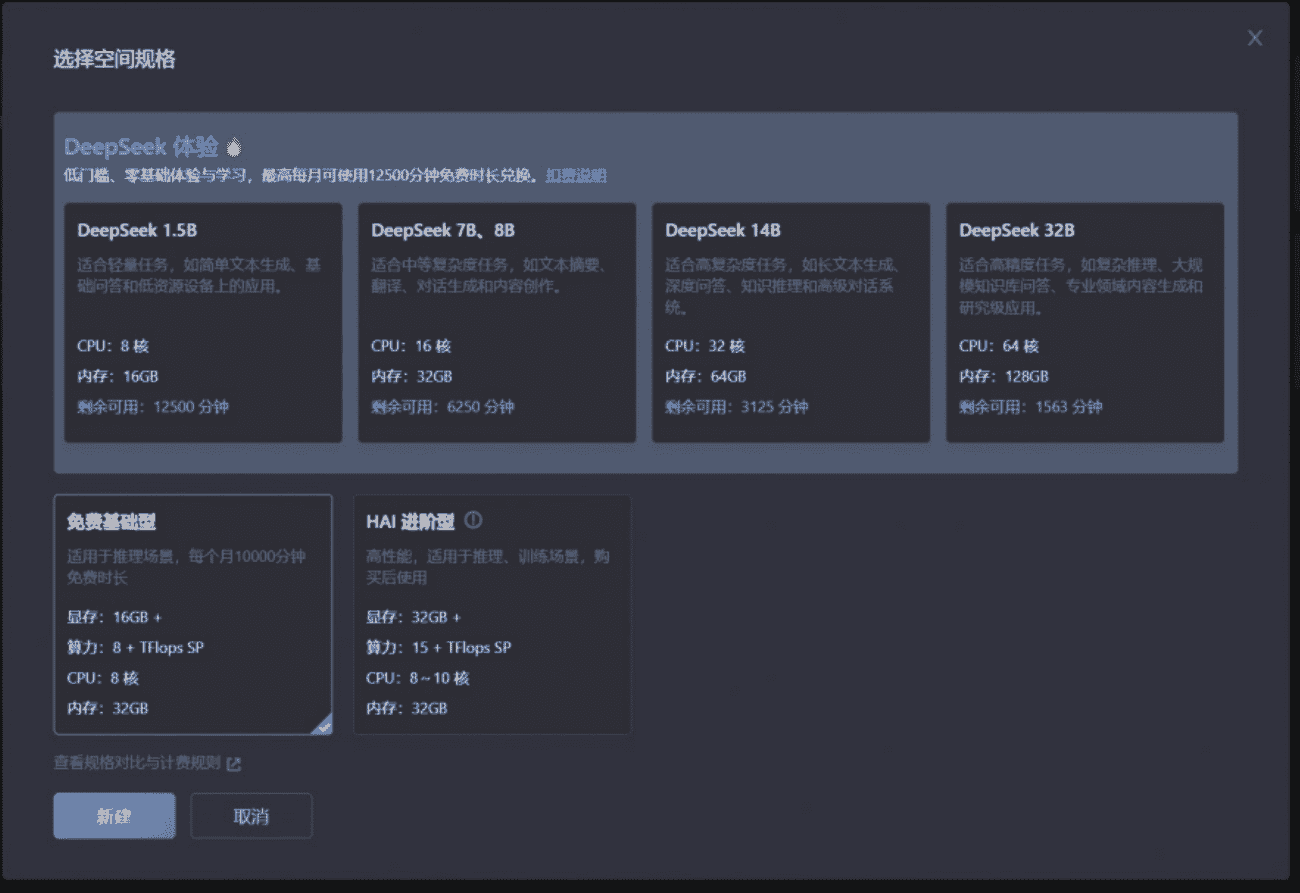 选择空间规格
DeepSeek 体验
低门槛、零基础体验与学习，最高每月可使用12500分钟免费时长兑换。扣费说明
DeepSeek 1.5B
适合轻量任务，如简单文本生成、基
础问答和低资源设备上的应用。
CPU：8 核
内存：16GB
剩余可用：12500 分钟
DeepSeek 7B、8B
适合中等复杂度任务，如文本摘要、
翻译、对话生成和内容创作。
CPU：16 核
内存：32GB
剩余可用：6250 分钟
DeepSeek 14B
适合高复杂度任务，如长文本生成、
深度问答、知识推理和高级对话系
统。
CPU：32 核
内存：64GB
剩余可用：3125 分钟
DeepSeek 32B
适合高精度任务，如复杂推理、大规
模知识库问答、专业领域内容生成和
研究级应用。
CPU：64 核
内存：128GB
剩余可用：1563 分钟
免费基础型
适用于推理场景，每个月10000分钟
免费时长
显存：16GB +
算力：8 + TFlops SP
CPU：8 核
内存：32GB
HAI 进阶型
高性能，适用于推理、训练场景，购
买后使用
显存：32GB +
算力：15 + TFlops SP
CPU：8 ~ 10 核
内存：32GB
查看规格对比与计费规则
新建
取消